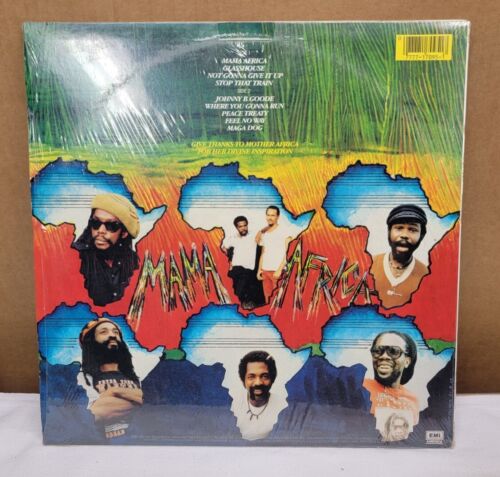 MAMA AFRICA
GLASSHOUSE
NOT GONNA GIVE IT UP
STOP THAT TRAIN
SIDE 2
JOHNNY B. GOODE
WHERE YOU GONNA RUN
PEACE TREATY
FEEL NO WAY
MAGA DOG
GIVE THANKS TO MOTHER AFRICA
FOR HER DIVINE INSPIRATION
MAMA AFRICA
EMI